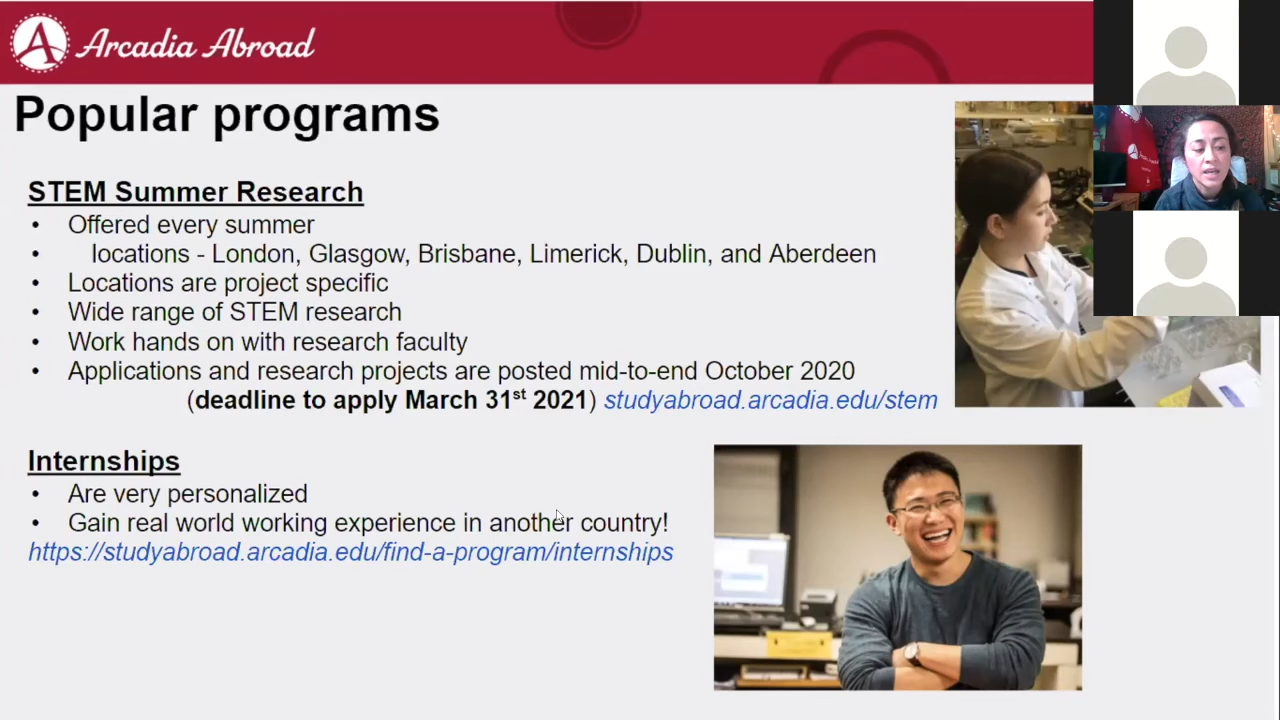 Arcadia Abroad
Popular programs
STEM Summer Research
• Offered every summer
• locations - London, Glasgow, Brisbane, Limerick, Dublin, and Aberdeen
• Locations are project specific
• Wide range of STEM research
• Work hands on with research faculty
• Applications and research projects are posted mid-to-end October 2020
(deadline to apply March 31st 2021) studyabroad.arcadia.edu/stem
Internships
• Are very personalized
• Gain real world working experience in another country!
https://studyabroad.arcadia.edu/find-a-program/internships